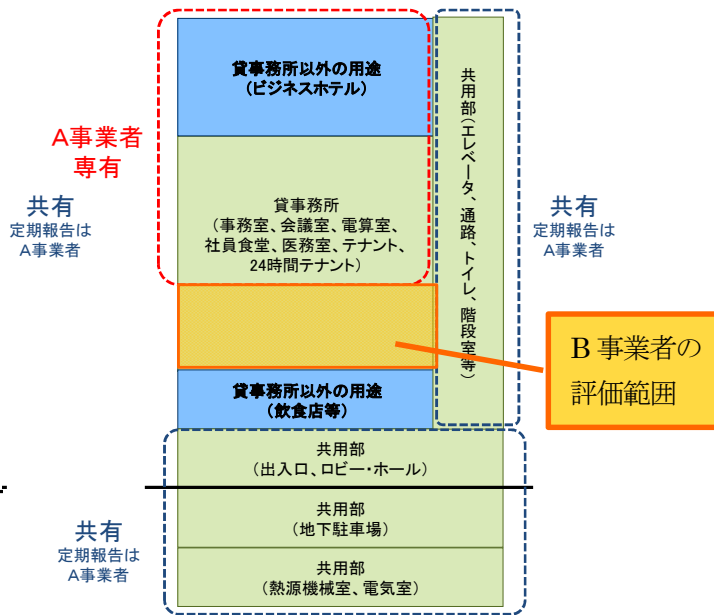 貸事務所以外の用途
(ビジネスホテル)
A事業者
専有
共有
定期報告は
A事業者
貸事務所
(事務室、会議室、電算室、
社員食堂、医務室、テナント、
24時間テナント)
共用部(エレベータ、通路、トイレ、階段室等)
共有
定期報告は
A事業者
B 事業者の
評価範囲
貸事務所以外の用途
(飲食店等)
共用部
(出入口、ロビー・ホール)
共用部
(地下駐車場)
共有
定期報告は
A事業者
共用部
(熱源機械室、電気室)